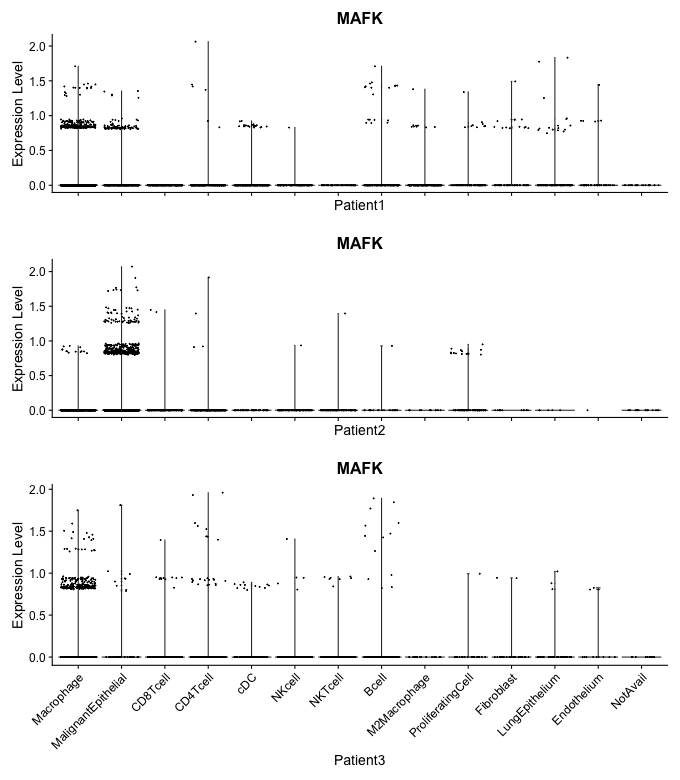 MAFK
Expression Level
2.0
1.5
1.0
0.5
0.0
Patient1
MAFK
Expression Level
2.0
1.5
1.0
0.5
0.0
Patient2
MAFK
Expression Level
2.0
1.5
1.0
0.5
0.0
Macrophage
MalignantEpithelial
CD8Tcell
CD4Tcell
cDC
NKcell
NKTcell
Bcell
M2Macrophage
ProliferatingCell
Fibroblast
LungEpithelium
Endothelium
NotAvail
Patient3